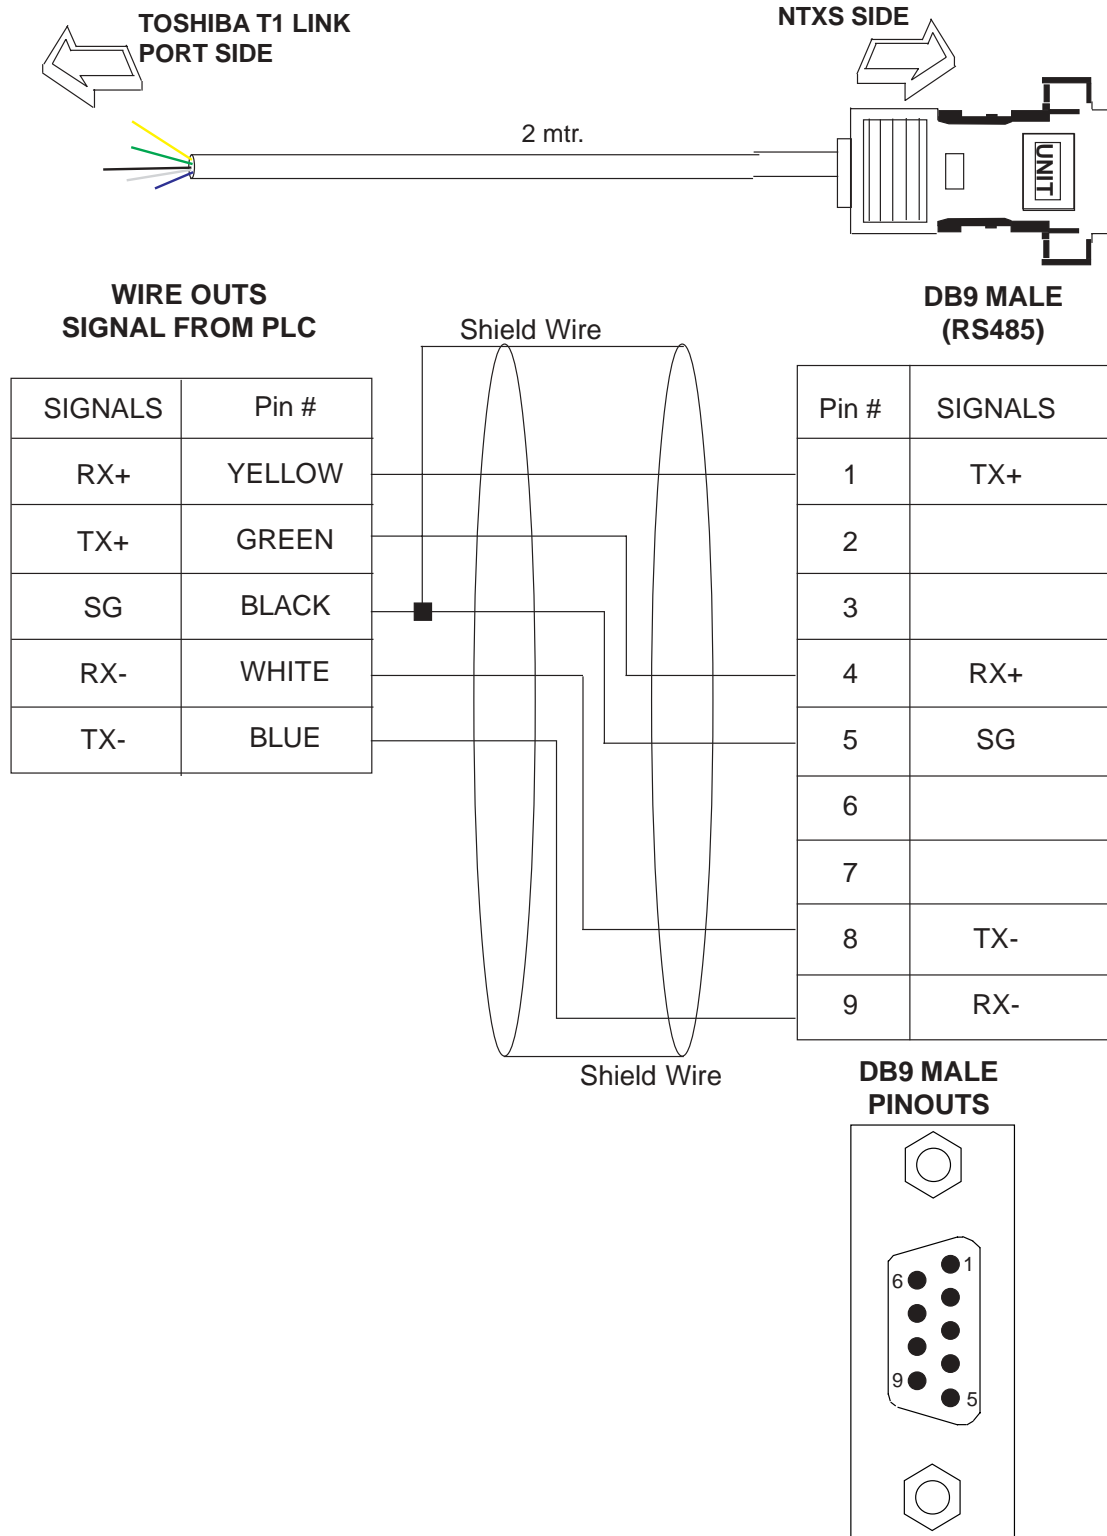 TOSHIBA T1 LINK
PORT SIDE
NTXS SIDE
2 mtr.
UNIT
WIRE OUTS
SIGNAL FROM PLC
DB9 MALE
(RS485)
Shield Wire
SIGNALS Pin #
RX+ YELLOW
TX+ GREEN
SG BLACK
RX- WHITE
TX- BLUE
Pin # SIGNALS
1 TX+
2
3
4 RX+
5 SG
6
7
8 TX-
9 RX-
Shield Wire
DB9 MALE
PINOUTS
1
6
9
5